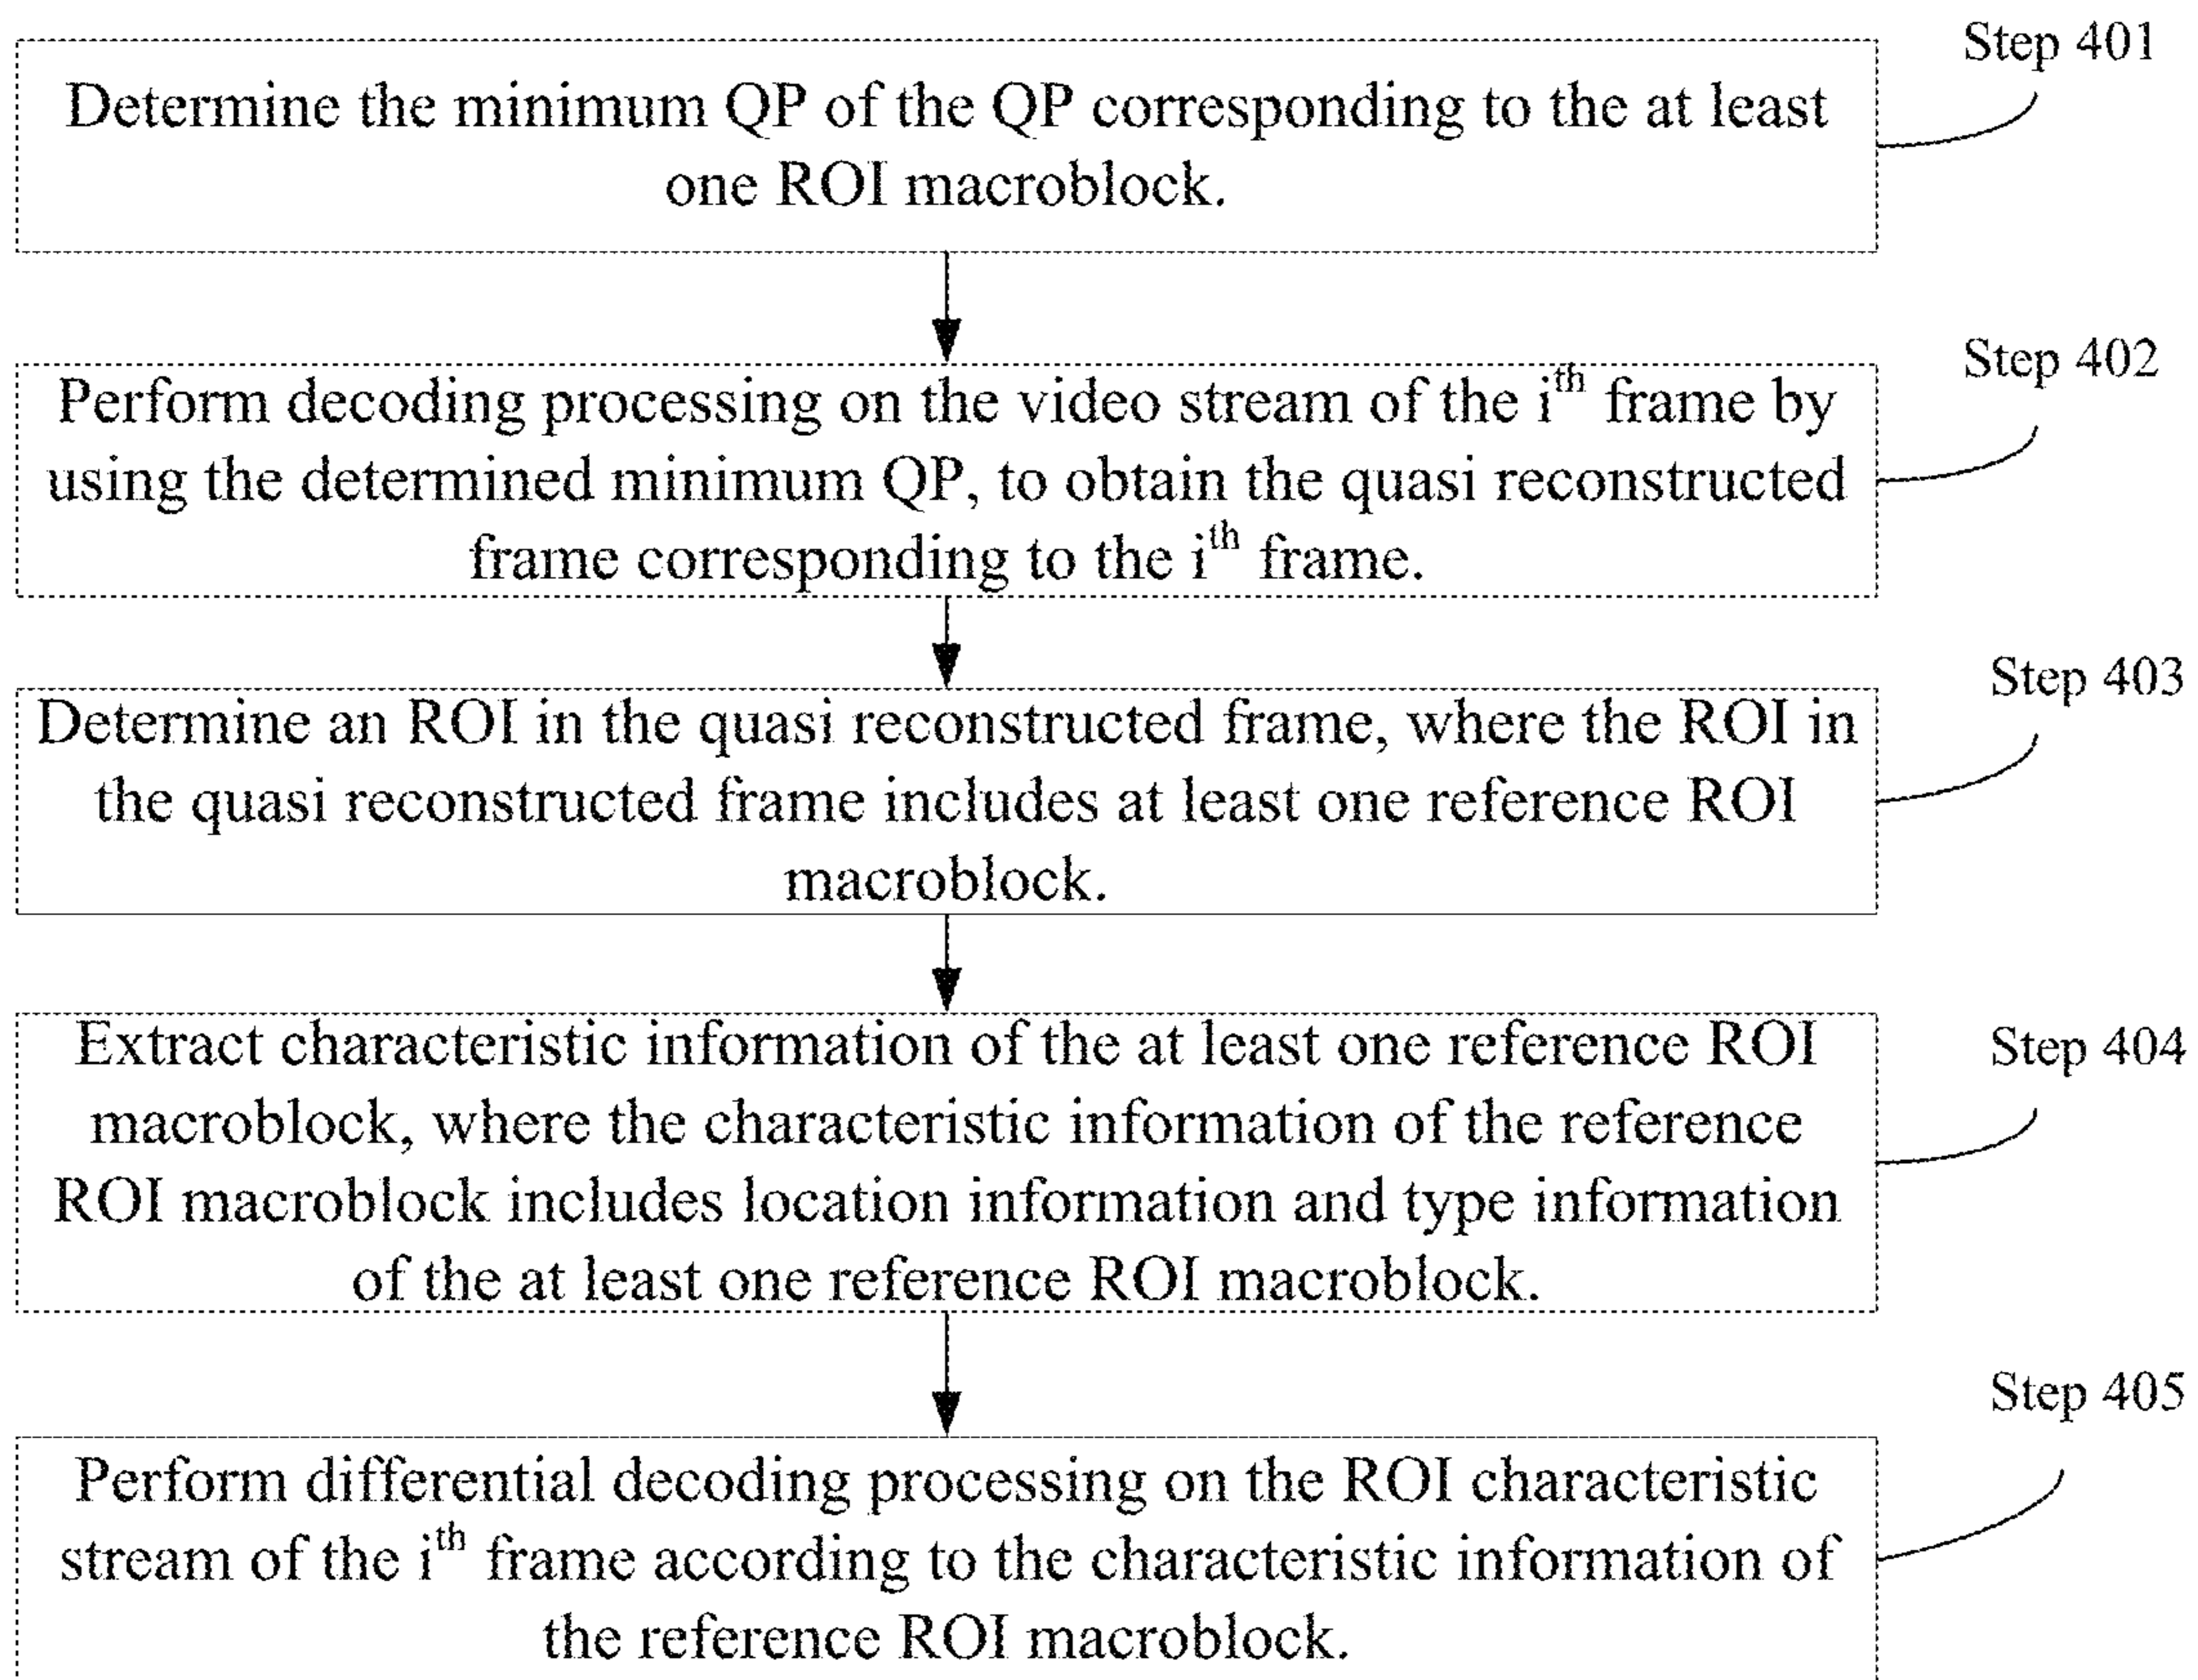 Step 401
Determine the minimum QP of the QP corresponding to the at least
one ROI macroblock.
Step 402
Perform decoding processing on the video stream of the iᵗʰ frame by
using the determined minimum QP, to obtain the quasi reconstructed
frame corresponding to the iᵗʰ frame.
Step 403
Determine an ROI in the quasi reconstructed frame, where the ROI in
the quasi reconstructed frame includes at least one reference ROI
macroblock.
Step 404
Extract characteristic information of the at least one reference ROI
macroblock, where the characteristic information of the reference
ROI macroblock includes location information and type information
of the at least one reference ROI macroblock.
Step 405
Perform differential decoding processing on the ROI characteristic
stream of the iᵗʰ frame according to the characteristic information of
the reference ROI macroblock.